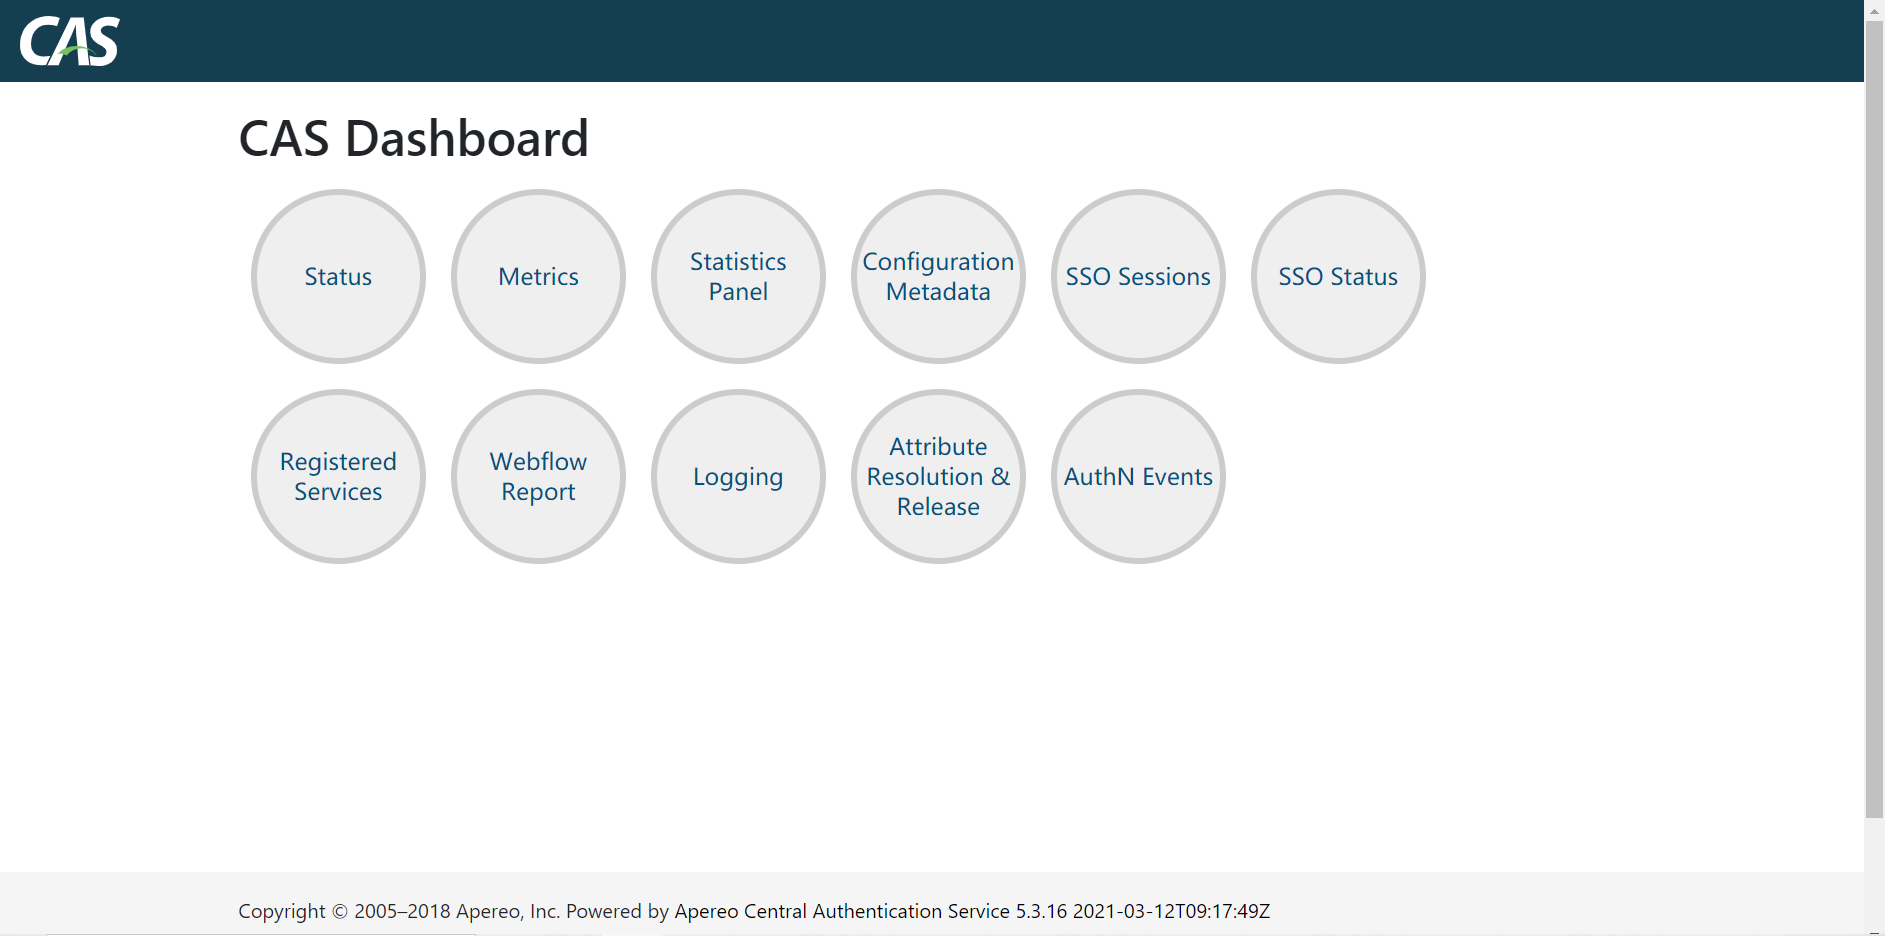 CAS
CAS Dashboard
Status
Metrics
Statistics
Panel
Configuration
Metadata
SSO Sessions
SSO Status
Registered
Services
Webflow
Report
Logging
Attribute
Resolution &
Release
AuthN Events
Copyright © 2005–2018 Apereo, Inc. Powered by Apereo Central Authentication Service 5.3.16 2021-03-12T09:17:49Z